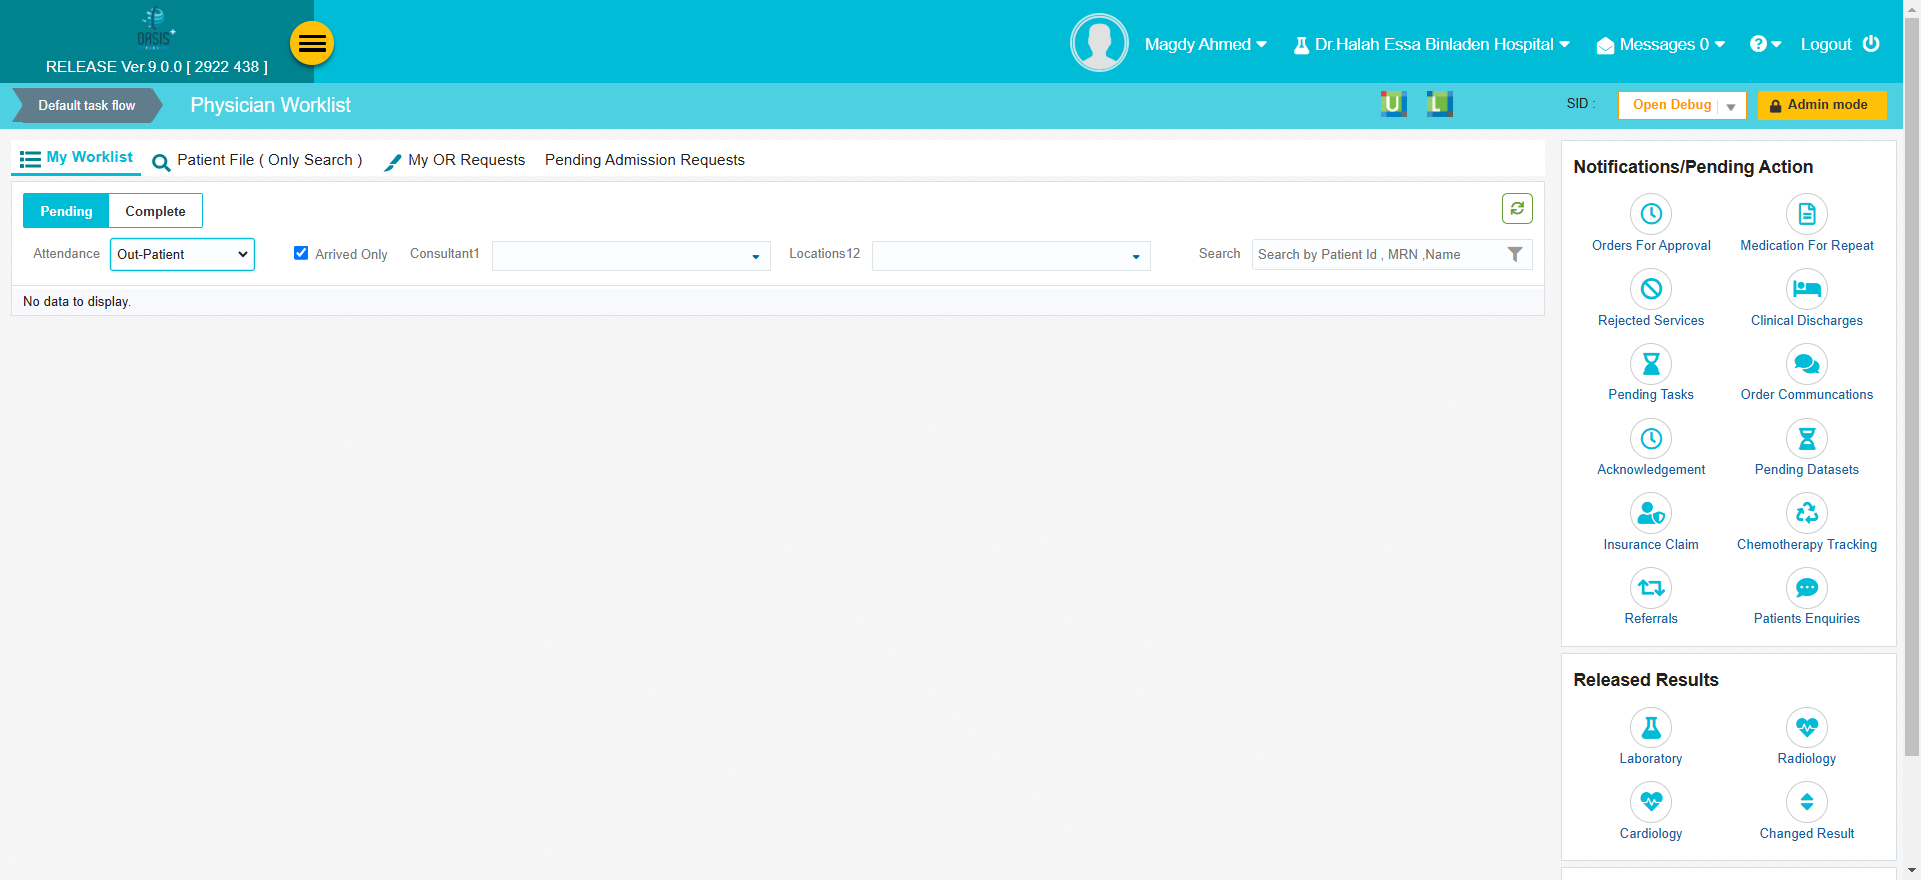 OASIS+
PLUS
RELEASE Ver.9.0.0 [ 2922 438 ]
Magdy Ahmed
Dr.Halah Essa Binladen Hospital
Messages 0
?
Logout
Default task flow
Physician Worklist
U
L
SID :
Open Debug
Admin mode
My Worklist
Patient File ( Only Search )
My OR Requests
Pending Admission Requests
Pending
Complete
Attendance
Out-Patient
Arrived Only
Consultant1
Locations12
Search
Search by Patient Id , MRN ,Name
No data to display.
Notifications/Pending Action
Orders For Approval
Medication For Repeat
Rejected Services
Clinical Discharges
Pending Tasks
Order Communcations
Acknowledgement
Pending Datasets
Insurance Claim
Chemotherapy Tracking
Referrals
Patients Enquiries
Released Results
Laboratory
Radiology
Cardiology
Changed Result